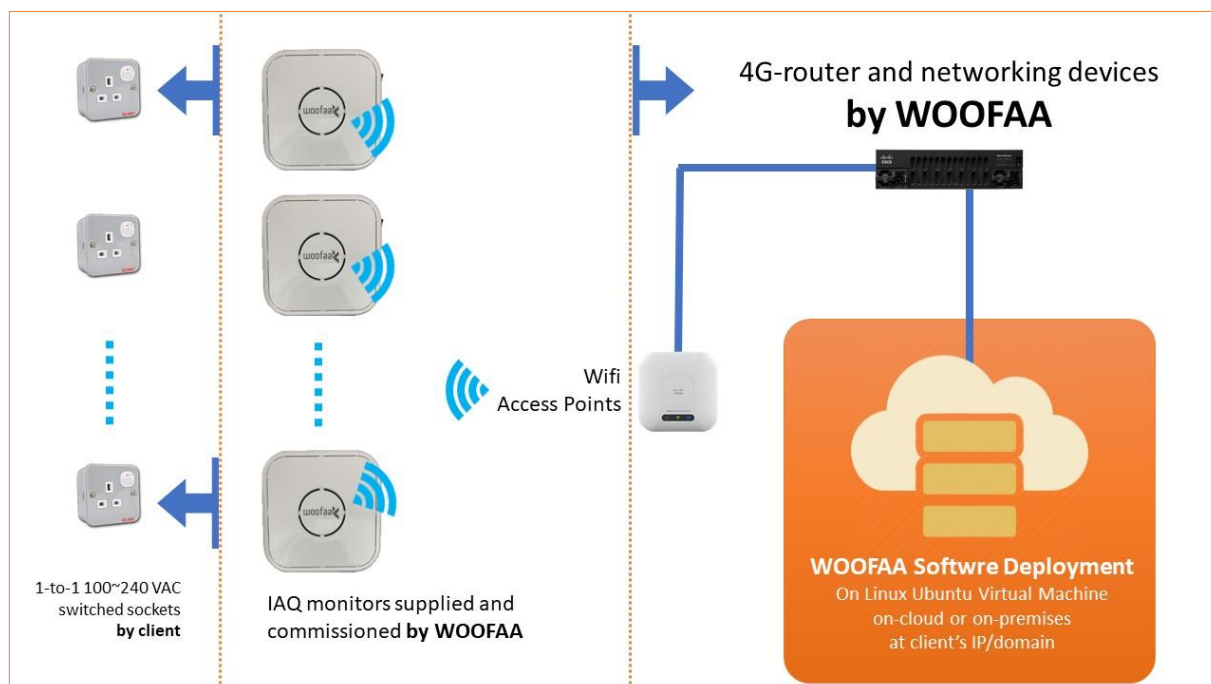 4G-router and networking devices
by WOOFAA
woofaa
woofaa
woofaa
Wifi
Access Points
1-to-1 100~240 VAC
switched sockets
by client
IAQ monitors supplied and
commissioned by WOOFAA
WOOFAA Softwre Deployment
On Linux Ubuntu Virtual Machine
on-cloud or on-premises
at client's IP/domain